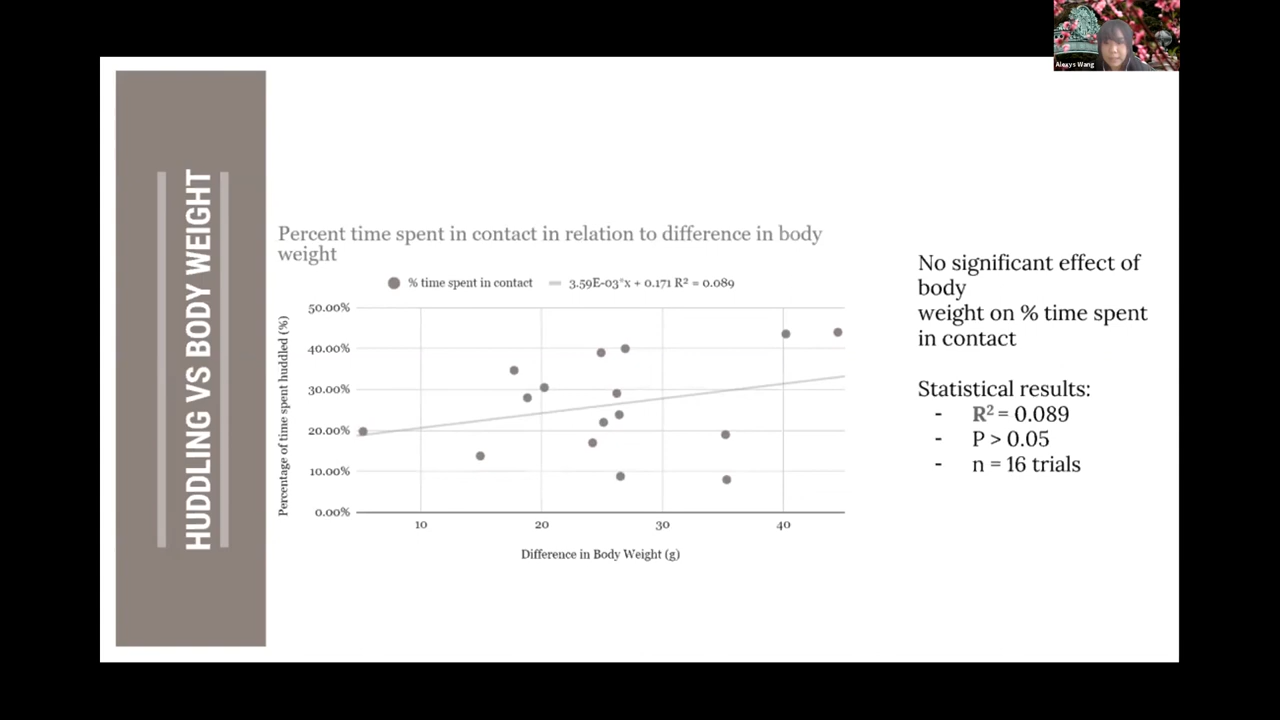 Alexys Wang
HUDDLING VS BODY WEIGHT
Percent time spent in contact in relation to difference in body
weight
% time spent in contact
3.59E-03*x + 0.171 R² = 0.089
Percentage of time spent huddled (%)
50.00%
40.00%
30.00%
20.00%
10.00%
0.00%
10
20
30
40
Difference in Body Weight (g)
No significant effect of
body
weight on % time spent
in contact
Statistical results:
- R² = 0.089
- P > 0.05
- n = 16 trials